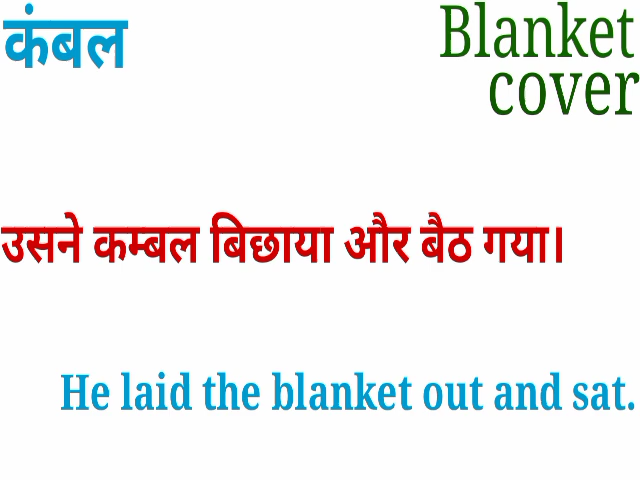 कंबल
Blanket
cover
उसने कम्बल बिछाया और बैठ गया।
He laid the blanket out and sat.